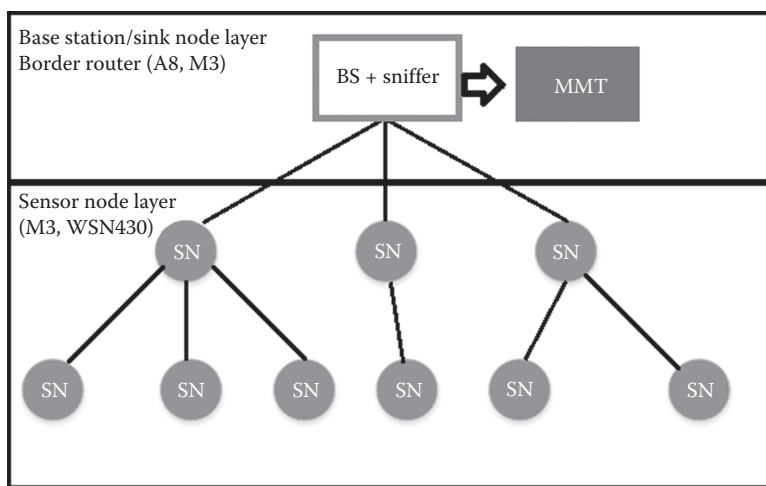 Base station/sink node layer
Border router (A8, M3)
BS + sniffer
MMT
Sensor node layer
(M3, WSN430)
SN
SN
SN
SN
SN
SN
SN
SN
SN